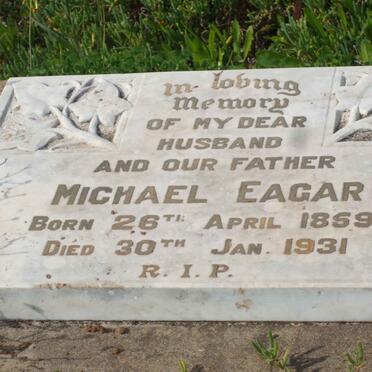 In loving
Memory
OF MY DEAR
HUSBAND
AND OUR FATHER
MICHAEL EAGAR
BORN 26TH APRIL 1859
DIED 30TH JAN. 1931
R.I.P.